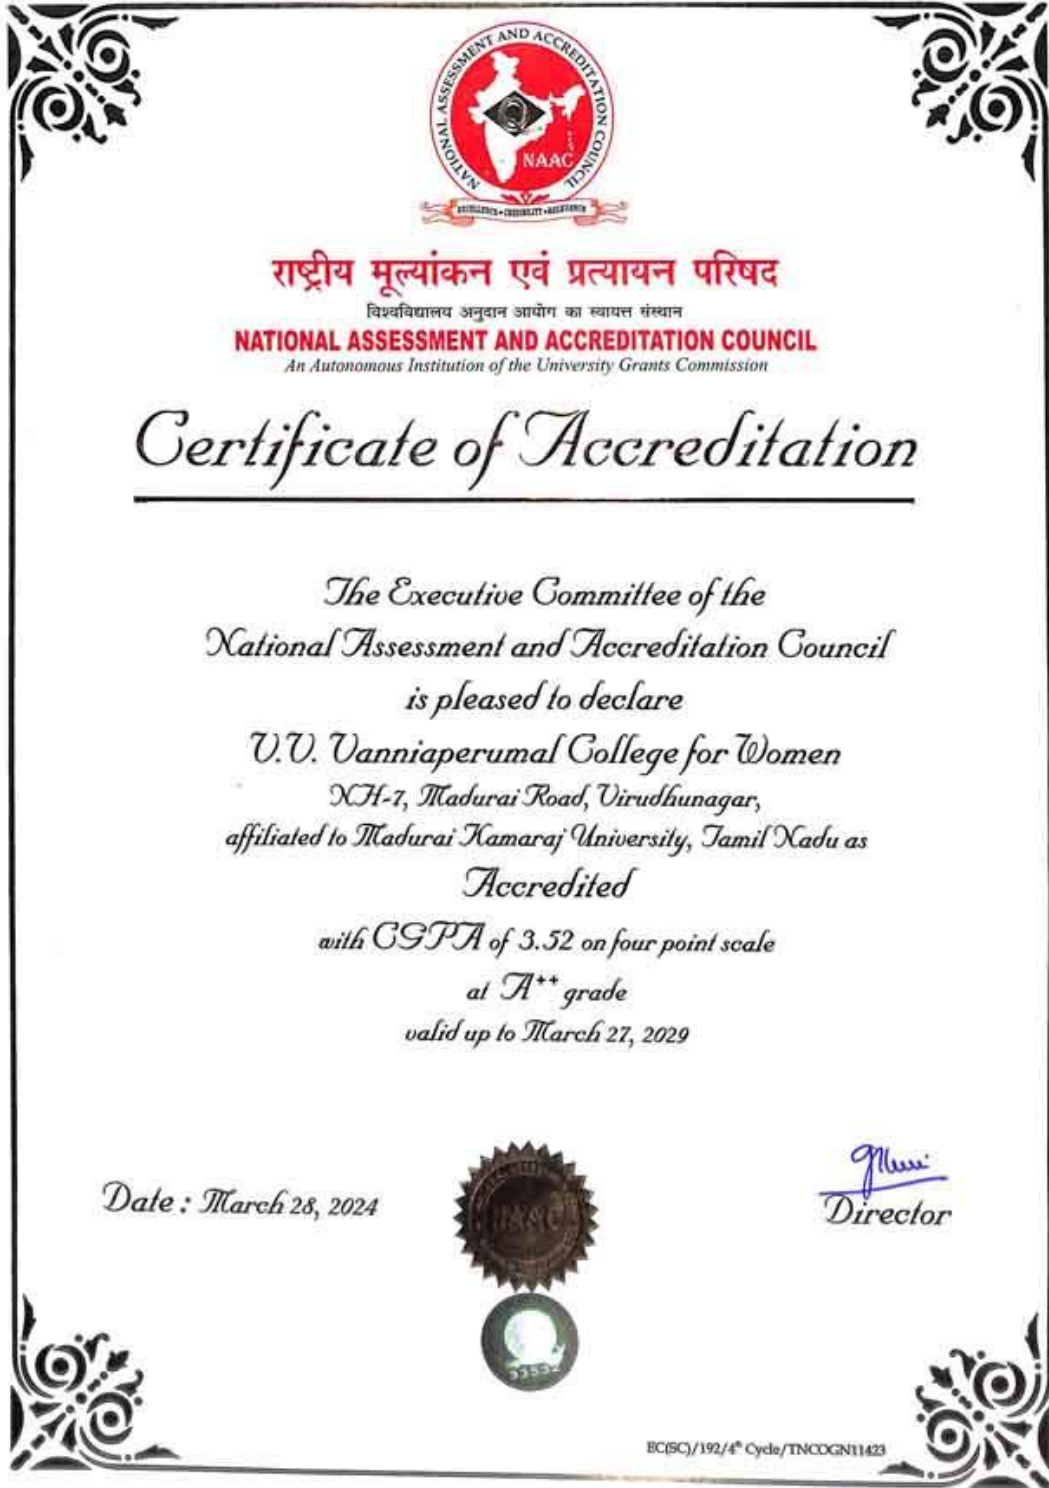 NATIONAL ASSESSMENT AND ACCREDITATION COUNCIL
NAAC
EXCELLENCE • CREDIBILITY • RELEVANCE
राष्ट्रीय मूल्यांकन एवं प्रत्यायन परिषद
विश्वविद्यालय अनुदान आयोग का स्वायत्त संस्थान
NATIONAL ASSESSMENT AND ACCREDITATION COUNCIL
An Autonomous Institution of the University Grants Commission
Certificate of Accreditation
The Executive Committee of the
National Assessment and Accreditation Council
is pleased to declare
V.V. Vanniaperumal College for Women
NH-7, Madurai Road, Virudhunagar,
affiliated to Madurai Kamaraj University, Tamil Nadu as
Accredited
with CGPA of 3.52 on four point scale
at A++ grade
valid up to March 27, 2029
Date : March 28, 2024
NAAC
Director
EC(SC)/192/4th Cycle/TNCOGN11423